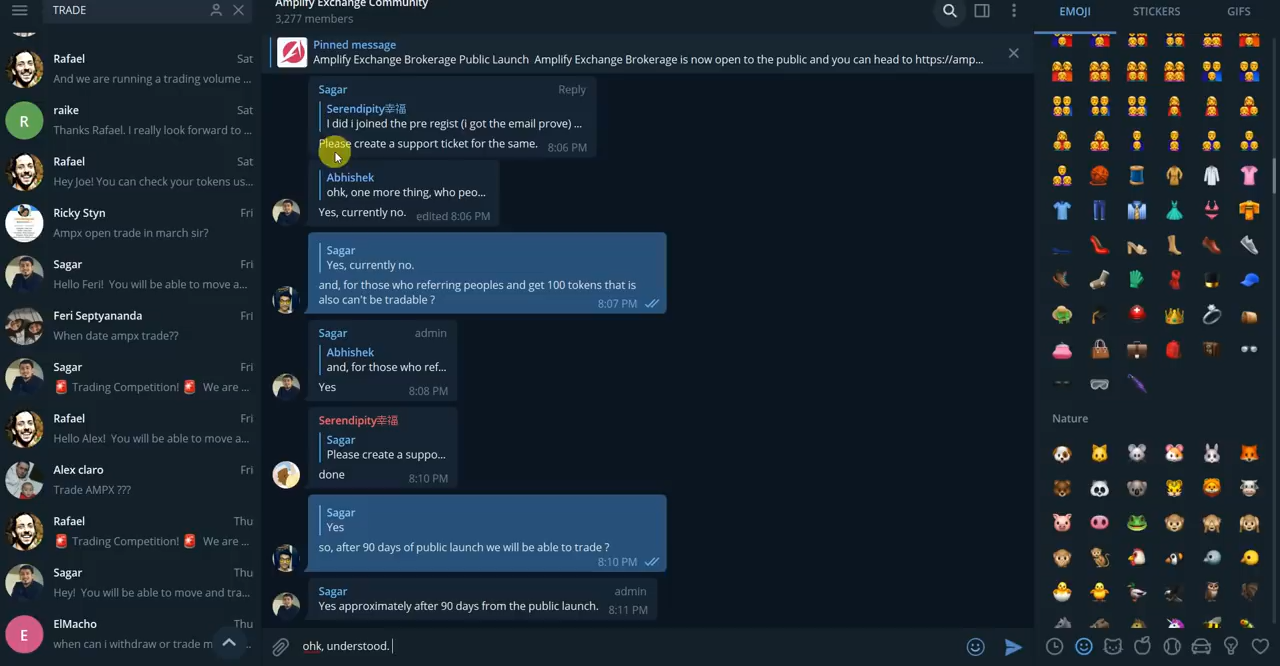 TRADE
Rafael Sat
And we are running a trading volume ...
raike Sat
R
Thanks Rafael. I really look forward to ...
Rafael Sat
Hey Joe! You can check your tokens us...
Ricky Styn Fri
Ampx open trade in march sir?
Sagar Fri
Hello Feri! You will be able to move a...
Feri Septyananda Fri
When date ampx trade??
Sagar Fri
🚨 Trading Competition! 🚨 We are ...
Rafael Fri
Hello Alex! You will be able to move a...
Alex claro Fri
Trade AMPX ???
Rafael Thu
🚨 Trading Competition! 🚨 We are ...
Sagar Thu
Hey! You will be able to move and tra...
ElMacho Thu
E
when can i withdraw or trade m...
Amplify Exchange Community
3,277 members
Pinned message
Amplify Exchange Brokerage Public Launch Amplify Exchange Brokerage is now open to the public and you can head to https://amp...
Sagar Reply
Serendipity幸福
I did i joined the pre regist (i got the email prove) ...
Please create a support ticket for the same. 8:06 PM
Abhishek
ohk, one more thing, who peo...
Yes, currently no. edited 8:06 PM
Sagar
Yes, currently no.
and, for those who referring peoples and get 100 tokens that is
also can't be tradable ? 8:07 PM
Sagar admin
Abhishek
and, for those who ref...
Yes 8:08 PM
Serendipity幸福
Sagar
Please create a suppo...
done 8:10 PM
Sagar
Yes
so, after 90 days of public launch we will be able to trade ?
8:10 PM
Sagar admin
Yes approximately after 90 days from the public launch. 8:11 PM
ohk, understood.
EMOJI STICKERS GIFS
Nature